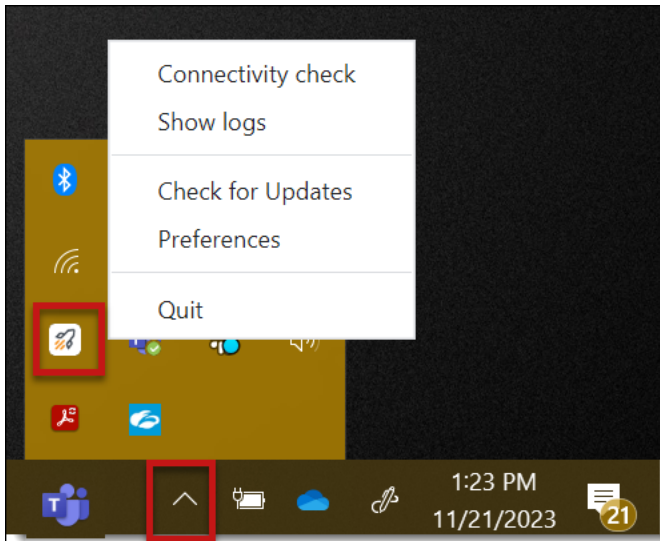 Connectivity check
Show logs
Check for Updates
Preferences
Quit
T
1:23 PM
11/21/2023
21